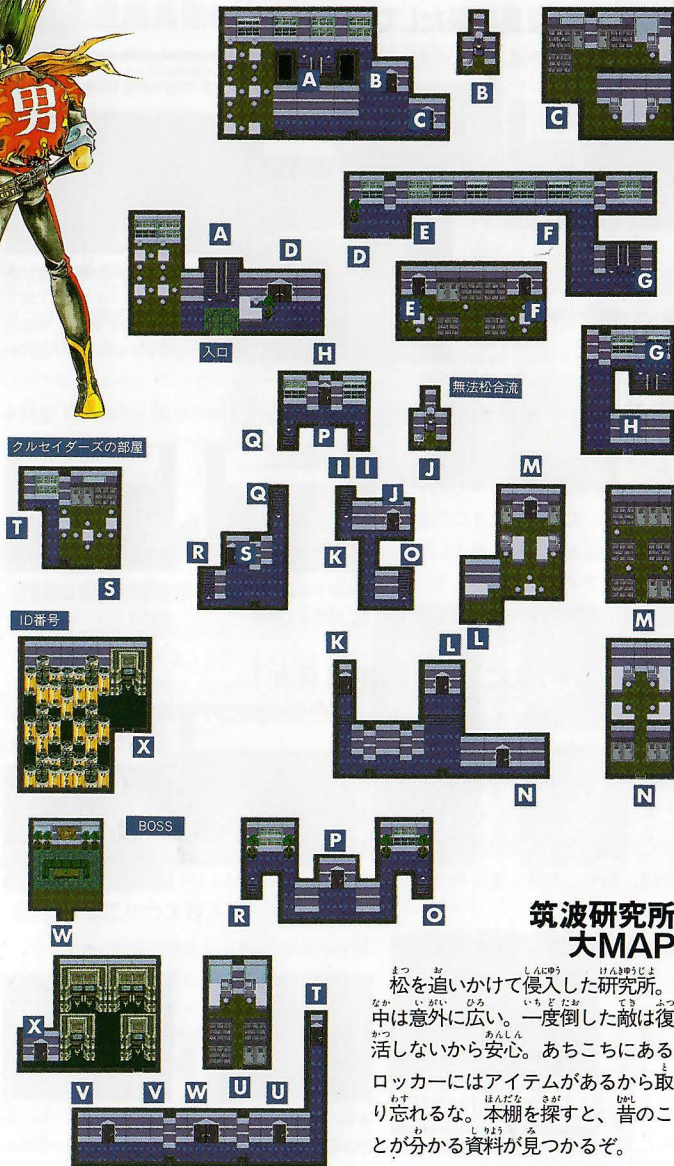 男
A
B
C
B
C
A
D
入口
D
E
F
G
E
F
H
P
Q
無法松合流
J
G
H
クルセイダーズの部屋
T
S
Q
R
S
I
I
J
K
O
M
L
L
M
ID番号
X
K
L
N
N
BOSS
W
P
R
O
X
U
T
V
V
W
U
U
筑波研究所
大MAP
松を追いかけて侵入した研究所。
中は意外に広い。一度倒した敵は復
活しないから安心。あちこちにある
ロッカーにはアイテムがあるから取
り忘れるな。本棚を探すと、昔のこ
とが分かる資料が見つかるぞ。